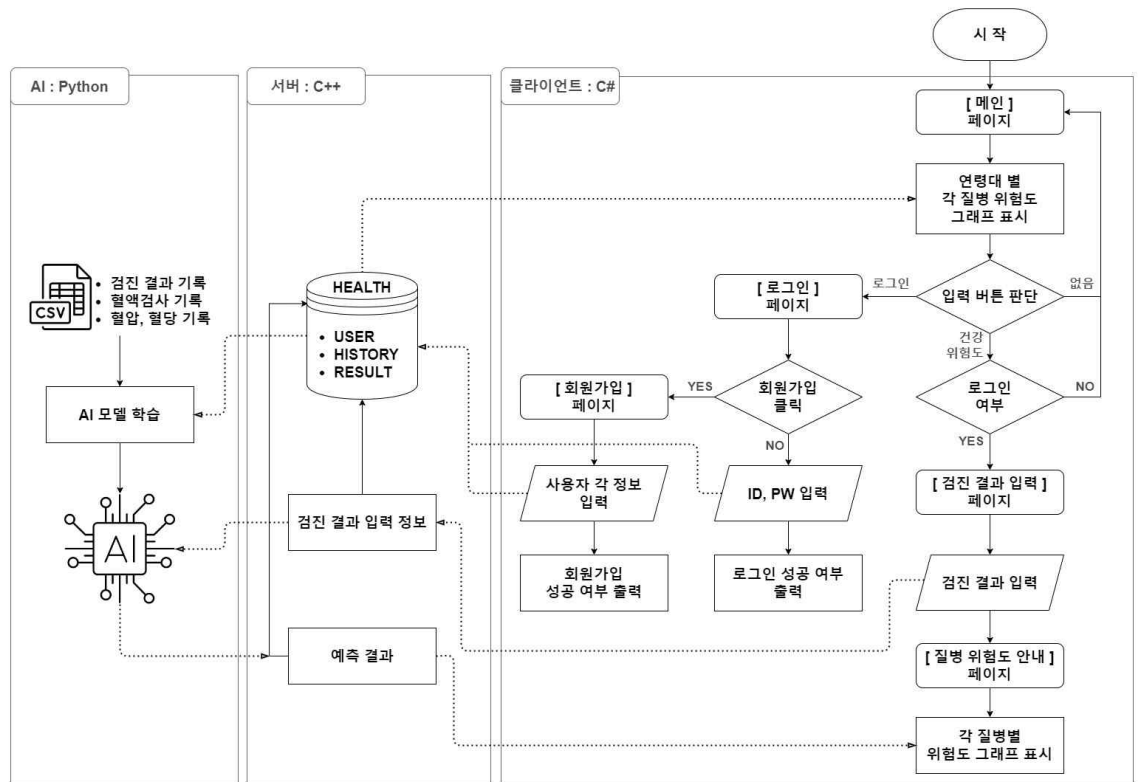 시 작
AI : Python
서버 : C++
클라이언트 : C#
[ 메인 ]
페이지
연령대 별
각 질병 위험도
그래프 표시
CSV
• 검진 결과 기록
• 혈액검사 기록
• 혈압, 혈당 기록
HEALTH
• USER
• HISTORY
• RESULT
[ 로그인 ]
페이지
로그인
입력 버튼 판단
없음
건강
위험도
AI 모델 학습
[ 회원가입 ]
페이지
YES
회원가입
클릭
NO
로그인
여부
NO
YES
AI
검진 결과 입력 정보
사용자 각 정보
입력
ID, PW 입력
[ 검진 결과 입력 ]
페이지
회원가입
성공 여부 출력
로그인 성공 여부
출력
검진 결과 입력
예측 결과
[ 질병 위험도 안내 ]
페이지
각 질병별
위험도 그래프 표시